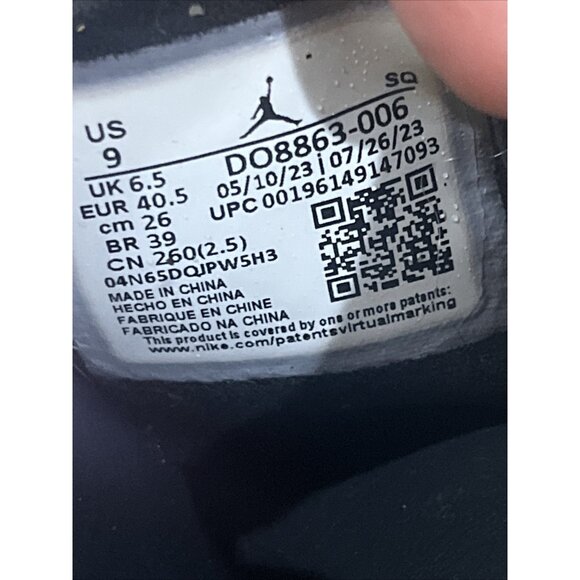 US
9
SQ
UK 6.5
DO8863-006
EUR 40.5
05/10/23 | 07/26/23
cm 26
UPC 00196149147093
BR 39
CN 260(2.5)
04N65DQJPW5H3
MADE IN CHINA
HECHO EN CHINA
FABRIQUE EN CHINE
FABRICADO NA CHINA
This product is covered by one or more patents:
www.nike.com/patentsvirtualmarking